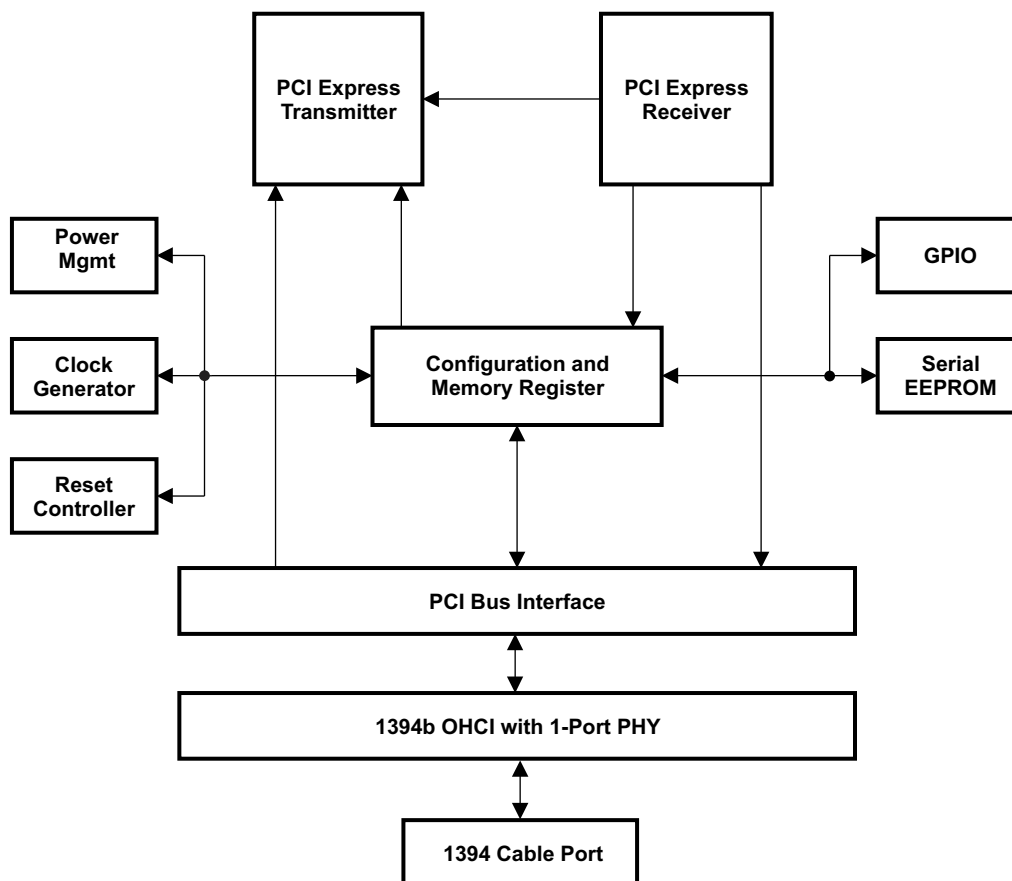 PCI Express
Transmitter
PCI Express
Receiver
Power
Mgmt
GPIO
Clock
Generator
Configuration and
Memory Register
Serial
EEPROM
Reset
Controller
PCI Bus Interface
1394b OHCI with 1-Port PHY
1394 Cable Port